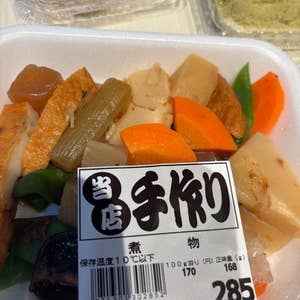 当店
手作り
煮物
保存温度10℃以下
100g当り(円) 正味量(g)
170 168
285